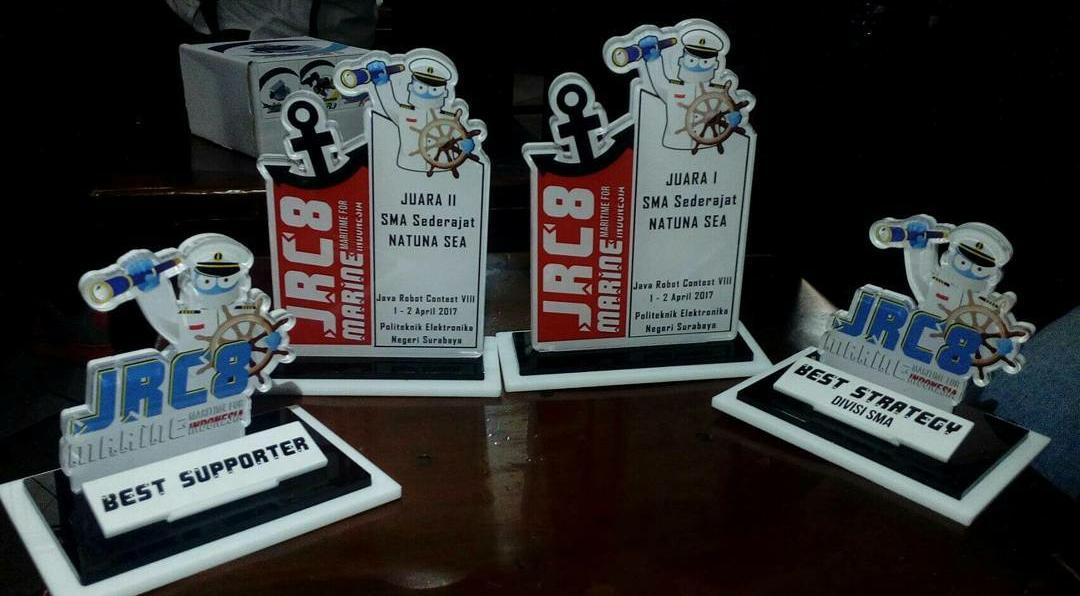 JUARA II
SMA Sederajat
NATUNA SEA
JRC8
MARINE
MARITIME FOR
INDONESIA
Java Robot Contest VIII
1 - 2 April 2017
Politeknik Elektronika
Negeri Surabaya
JUARA I
SMA Sederajat
NATUNA SEA
JRC8
MARINE
MARITIME FOR
INDONESIA
Java Robot Contest VIII
1 - 2 April 2017
Politeknik Elektronika
Negeri Surabaya
JRC8
MARINE
MARITIME FOR
INDONESIA
BEST SUPPORTER
JRC8
MARINE
MARITIME FOR
INDONESIA
BEST STRATEGY
DIVISI SMA